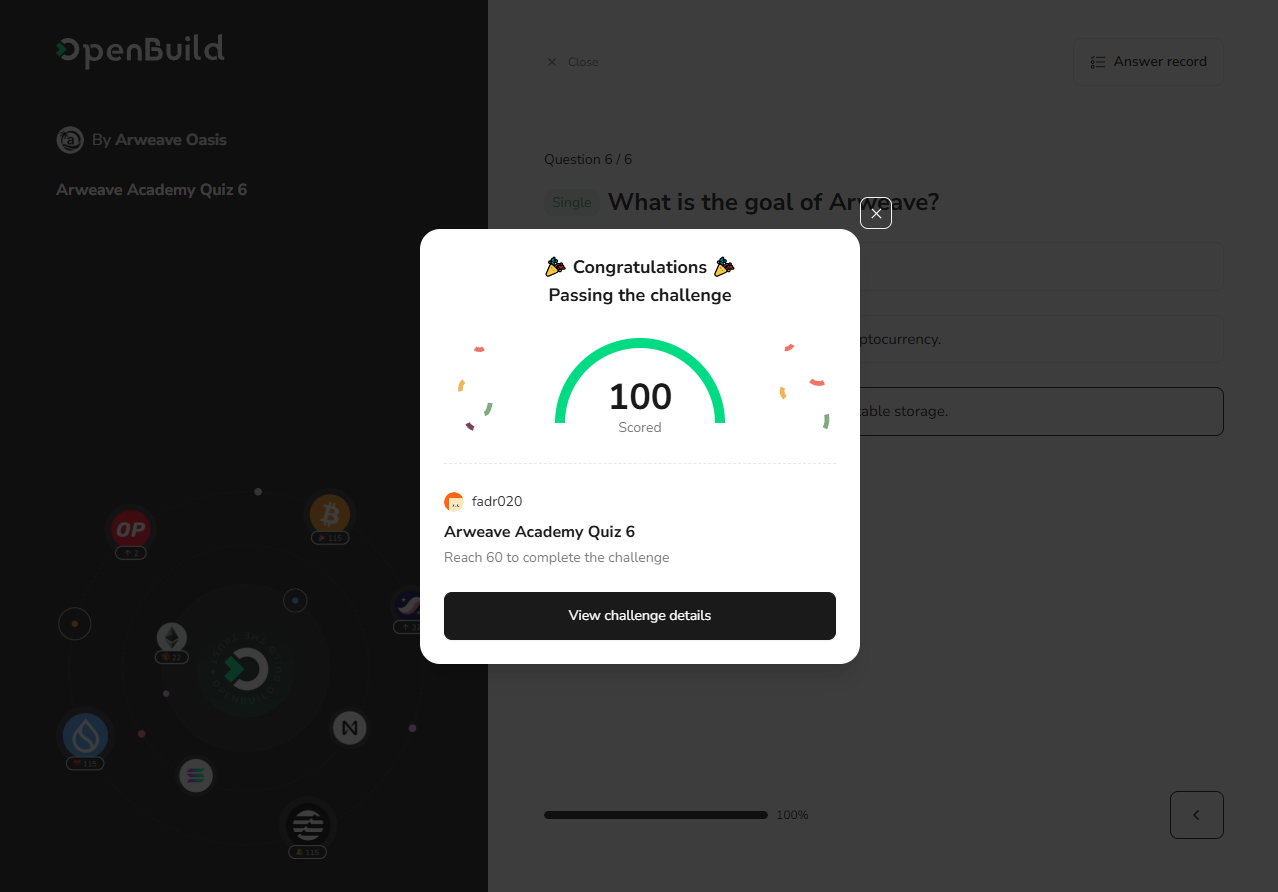 OpenBuild
By Arweave Oasis
Arweave Academy Quiz 6
Close
Answer record
Question 6 / 6
Single What is the goal of Arweave?
ptocurrency.
table storage.
Congratulations
Passing the challenge
100
Scored
fadr020
Arweave Academy Quiz 6
Reach 60 to complete the challenge
View challenge details
OP
2
115
22
115
115
100%